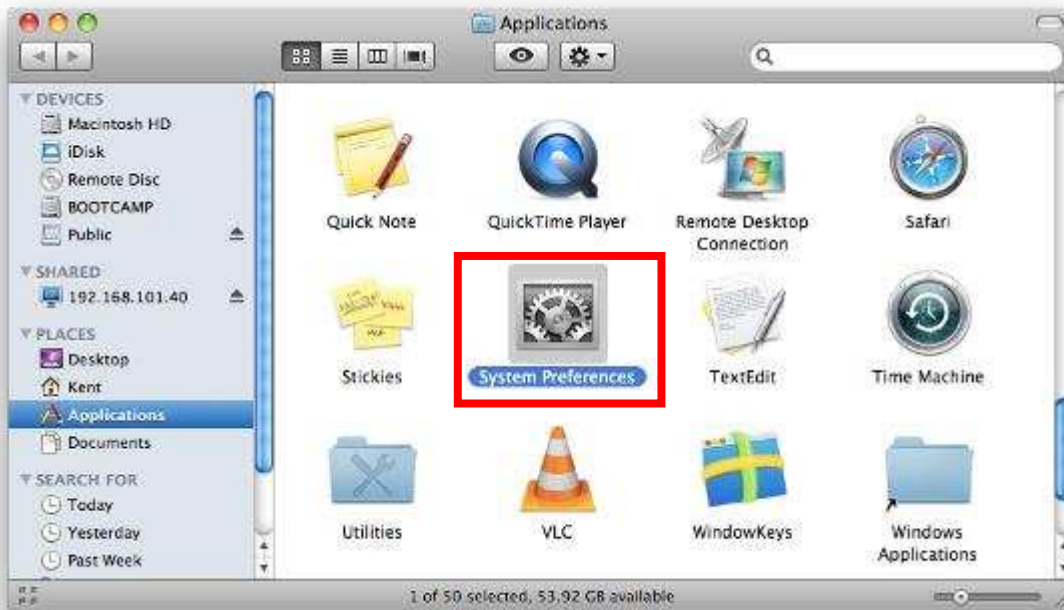 Applications
DEVICES
Macintosh HD
iDisk
Remote Disc
BOOTCAMP
Public
SHARED
192.168.101.40
PLACES
Desktop
Kent
Applications
Documents
SEARCH FOR
Today
Yesterday
Past Week
Quick Note
QuickTime Player
Remote Desktop
Connection
Safari
Stickies
System Preferences
TextEdit
Time Machine
Utilities
VLC
WindowKeys
Windows
Applications
1 of 50 selected, 53.92 GB available